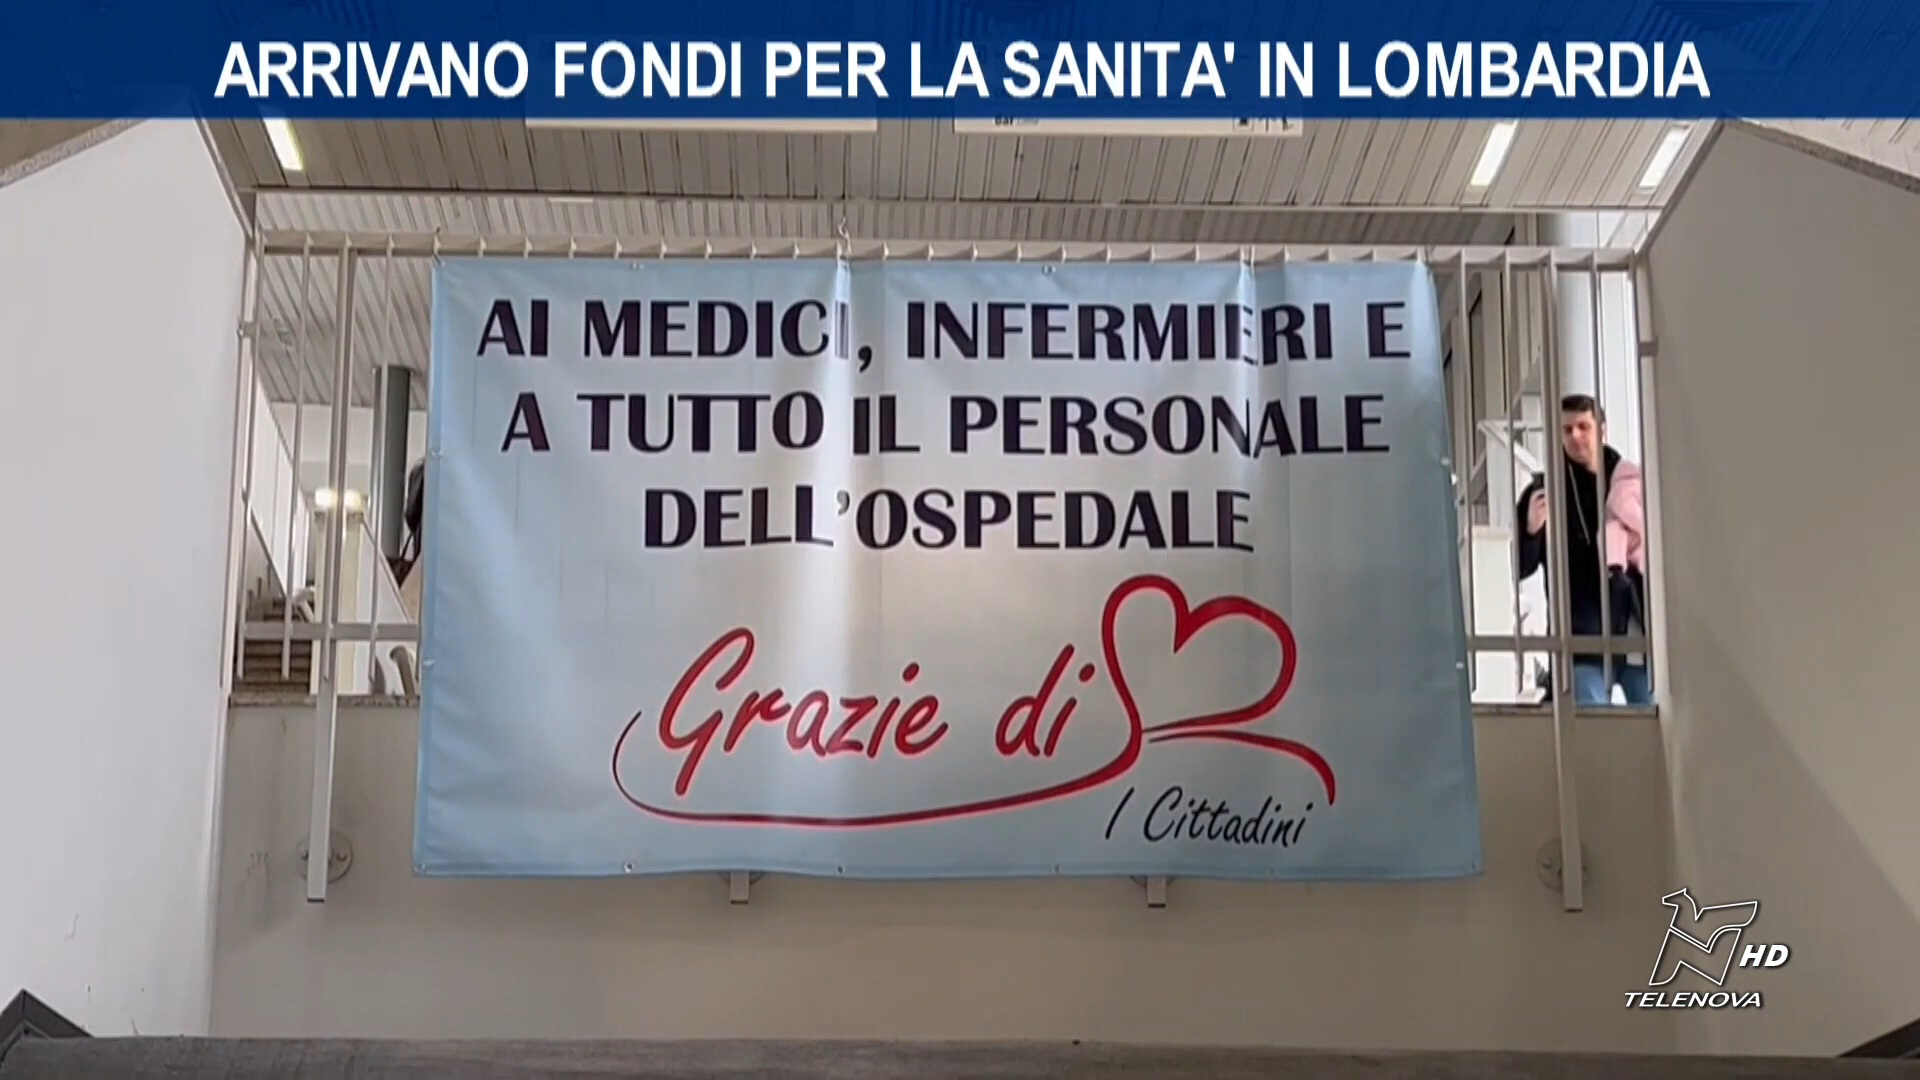 ARRIVANO FONDI PER LA SANITA' IN LOMBARDIA
Bar
AI MEDICI, INFERMIERI E
A TUTTO IL PERSONALE
DELL'OSPEDALE
Grazie di
I Cittadini
HD
TELENOVA